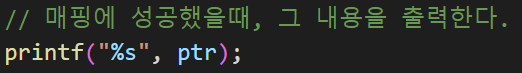 // 매핑에 성공했을때, 그 내용을 출력한다.
printf("%s", ptr);